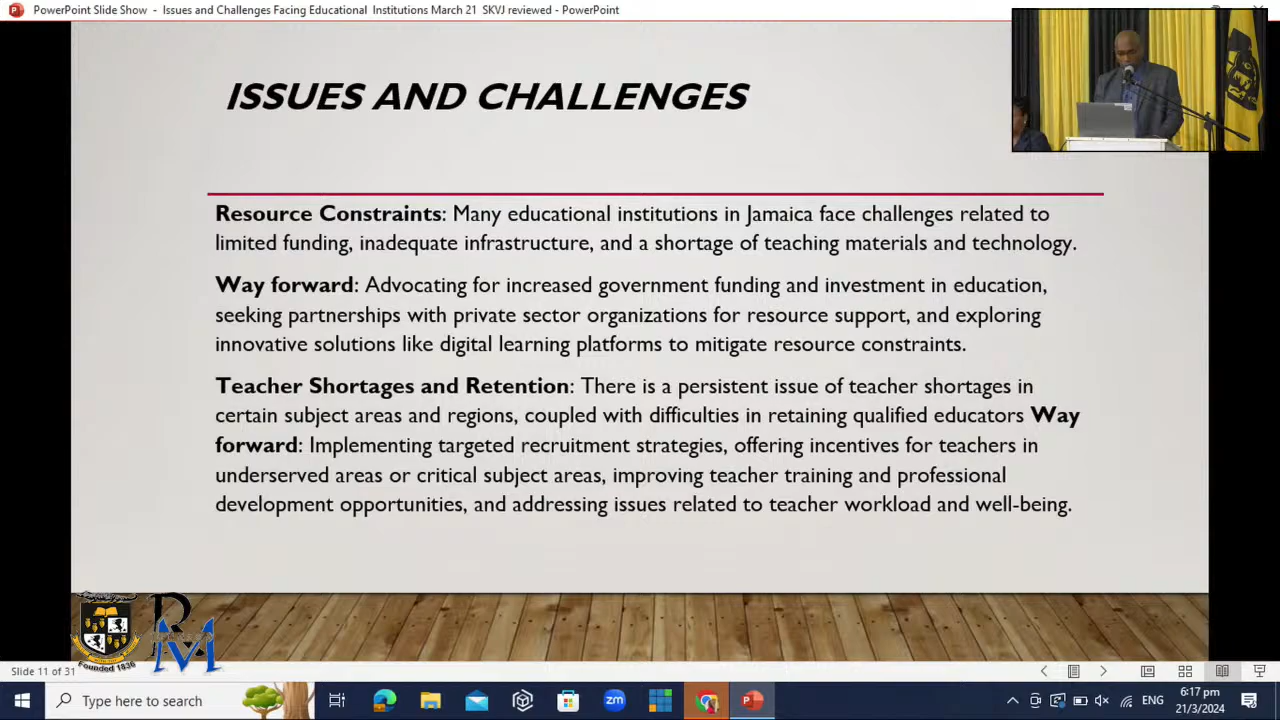 PowerPoint Slide Show - Issues and Challenges Facing Educational Institutions March 21 SKVJ reviewed - PowerPoint
ISSUES AND CHALLENGES
Resource Constraints: Many educational institutions in Jamaica face challenges related to
limited funding, inadequate infrastructure, and a shortage of teaching materials and technology.
Way forward: Advocating for increased government funding and investment in education,
seeking partnerships with private sector organizations for resource support, and exploring
innovative solutions like digital learning platforms to mitigate resource constraints.
Teacher Shortages and Retention: There is a persistent issue of teacher shortages in
certain subject areas and regions, coupled with difficulties in retaining qualified educators Way
forward: Implementing targeted recruitment strategies, offering incentives for teachers in
underserved areas or critical subject areas, improving teacher training and professional
development opportunities, and addressing issues related to teacher workload and well-being.
RM
Founded 1836
Slide 11 of 31
Type here to search
zm
ENG
6:17 pm
21/3/2024